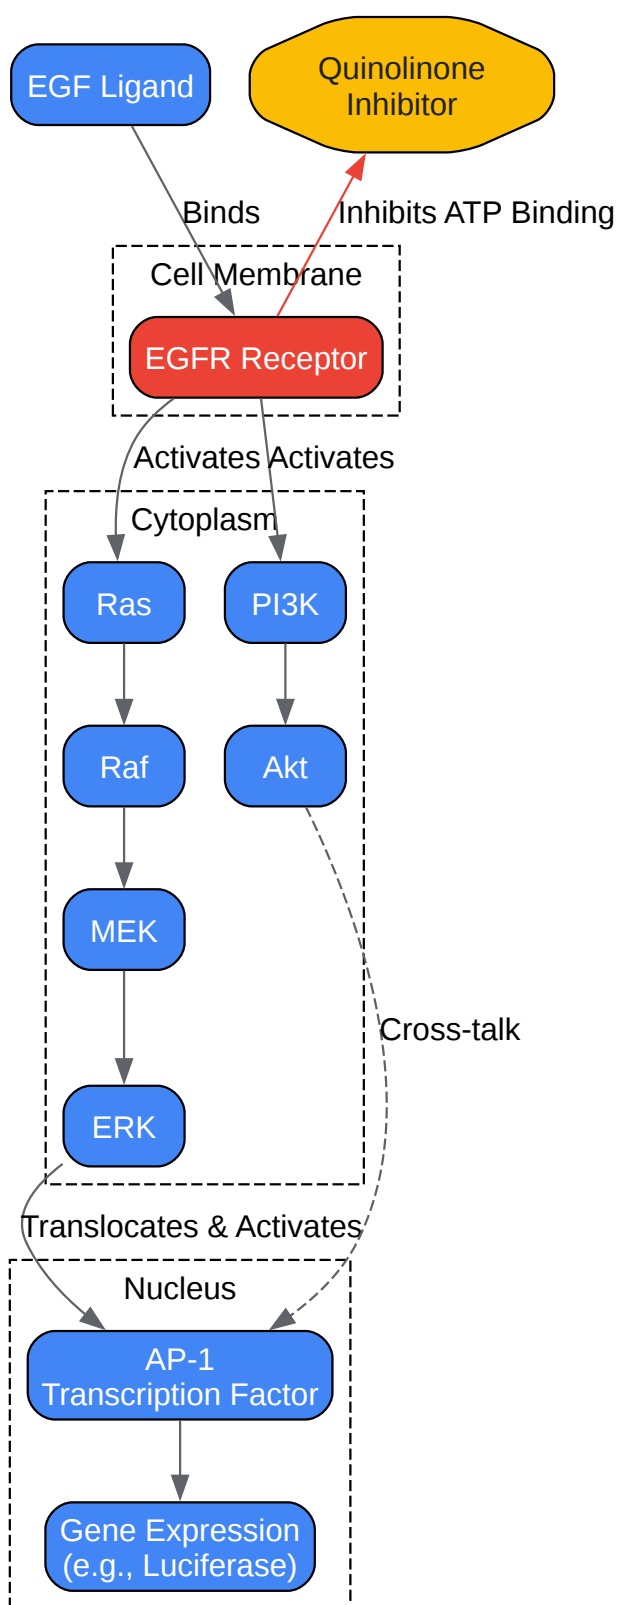 EGF Ligand
Quinolinone
Inhibitor
Binds
Inhibits ATP Binding
Cell Membrane
EGFR Receptor
Activates
Activates
Cytoplasm
Ras
PI3K
Raf
Akt
MEK
Cross-talk
ERK
Translocates & Activates
Nucleus
AP-1
Transcription Factor
Gene Expression
(e.g., Luciferase)